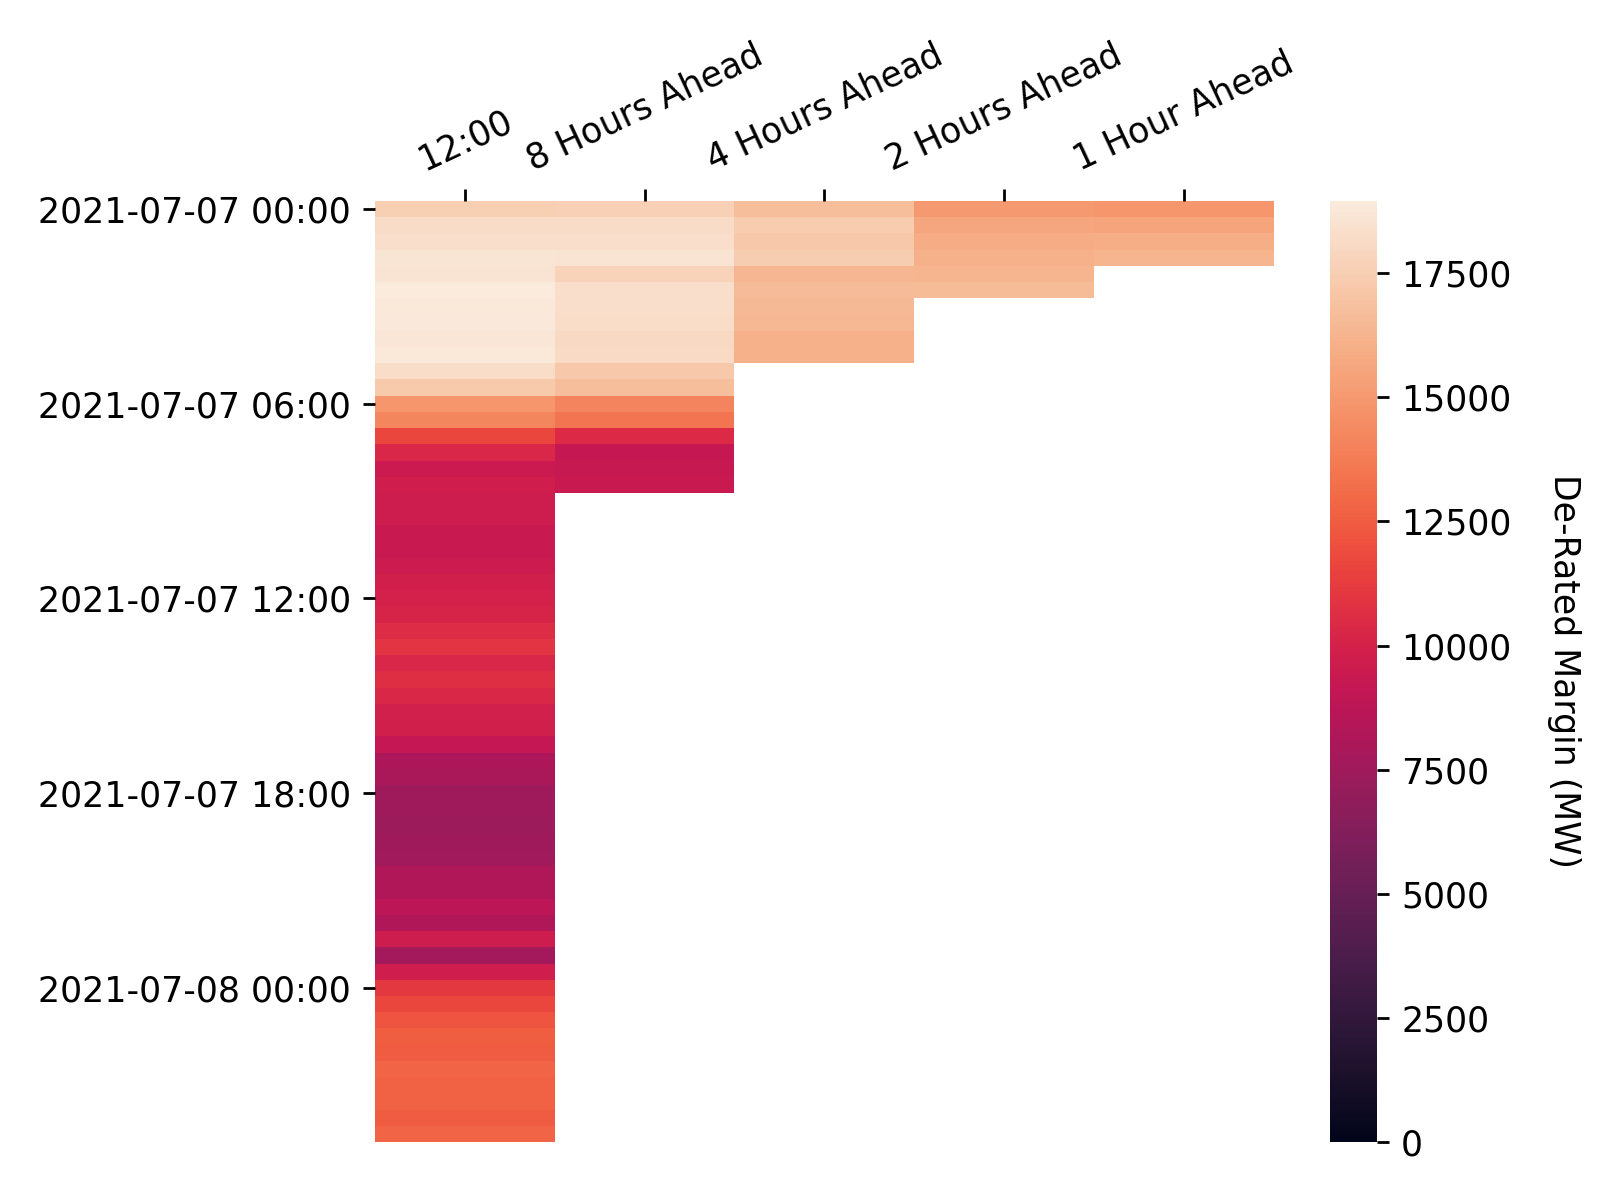 12:00
8 Hours Ahead
4 Hours Ahead
2 Hours Ahead
1 Hour Ahead
2021-07-07 00:00
2021-07-07 06:00
2021-07-07 12:00
2021-07-07 18:00
2021-07-08 00:00
17500
15000
12500
10000
7500
5000
2500
0
De-Rated Margin (MW)